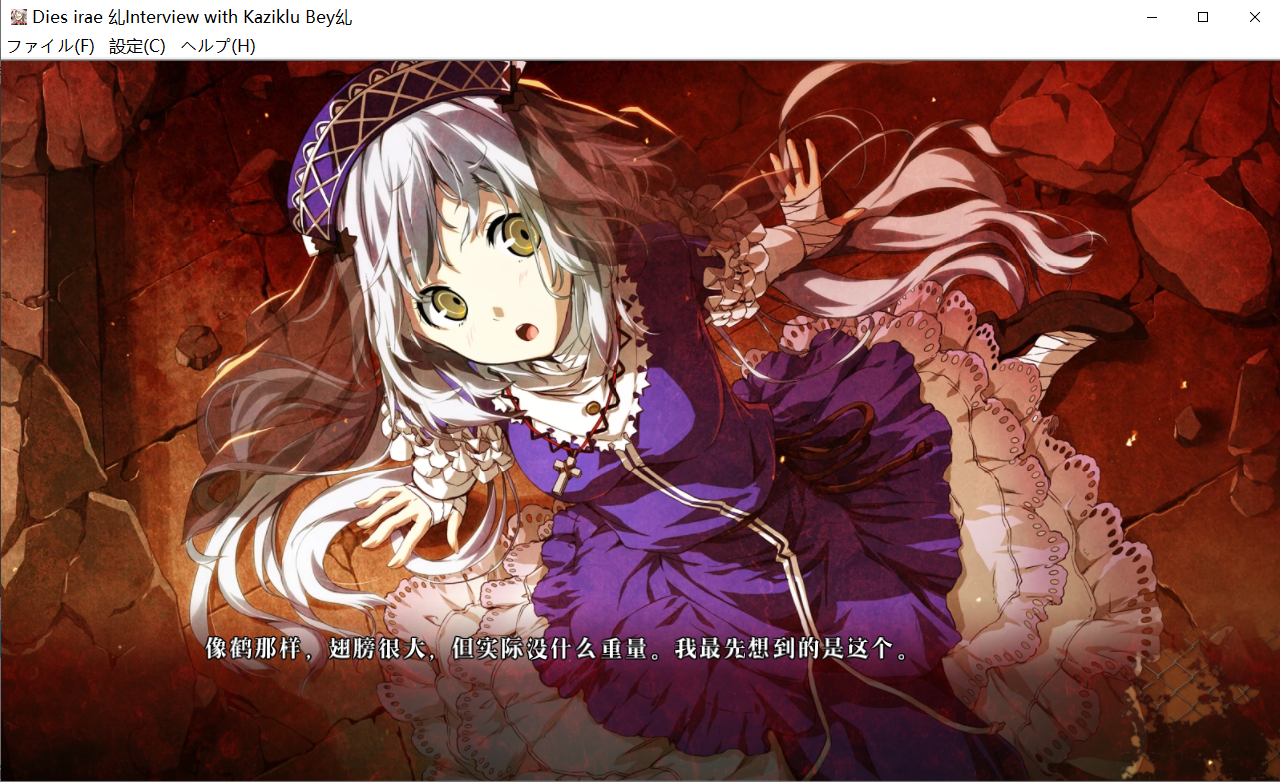 Dies irae 糺Interview with Kaziklu Bey糺
ファイル(F) 設定(C) ヘルプ(H)
像鹤那样，翅膀很大，但实际没什么重量。我最先想到的是这个。